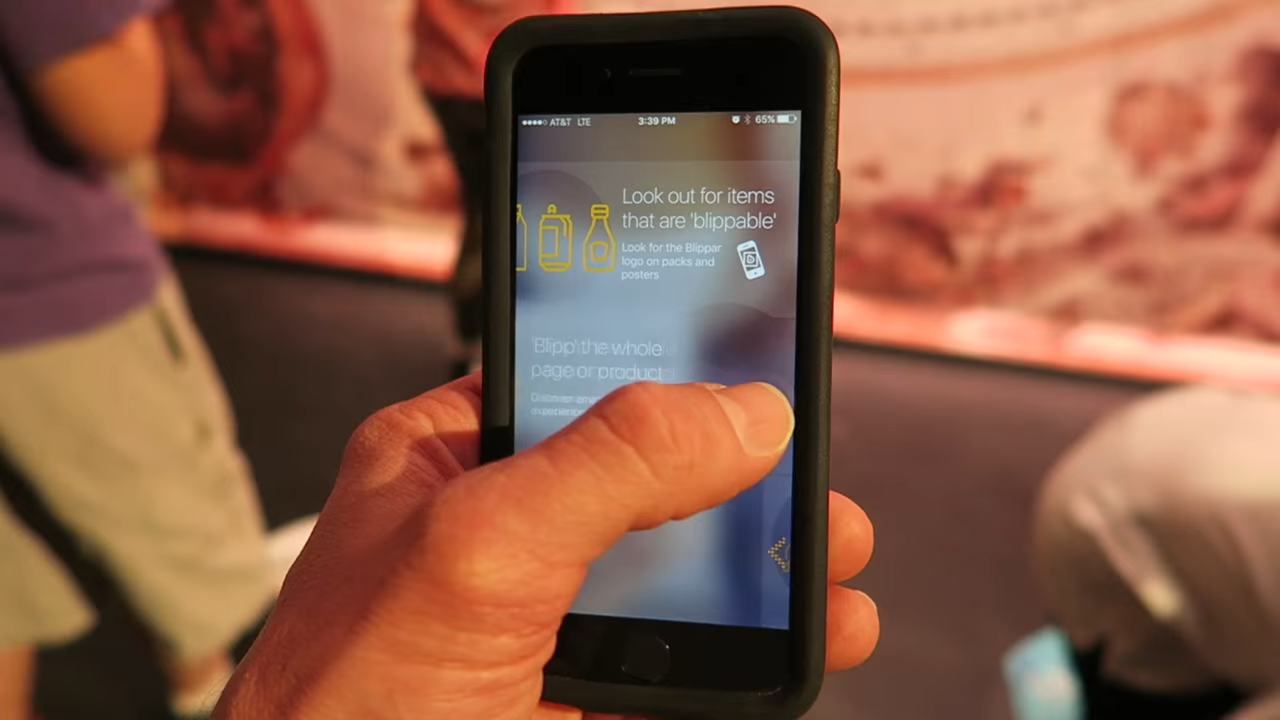 AT&T LTE 3:39 PM 65%
Look out for items
that are 'blippable'
Look for the Blippar
logo on packs and
posters
'Blipp' the whole
page or product